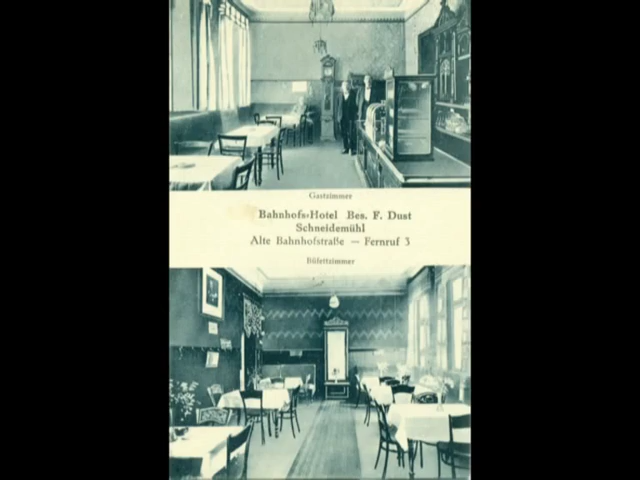 Gastzimmer
Bahnhofs-Hotel Bes. F. Dust
Schneidemühl
Alte Bahnhofstraße — Fernruf 3
Büfettzimmer